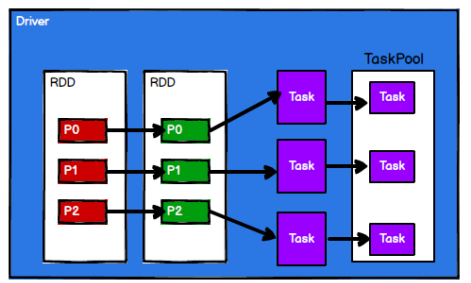 Driver
TaskPool
RDD
RDD
Task
Task
P0
P0
P1
P1
Task
Task
P2
P2
Task
Task